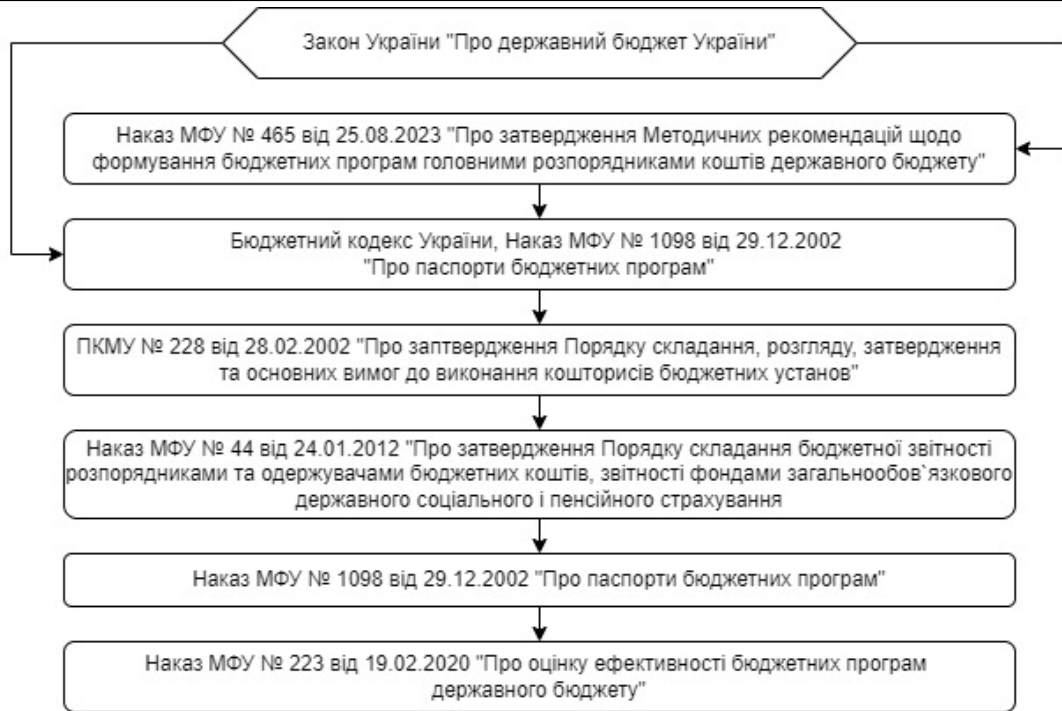 Закон України "Про державний бюджет України"
Наказ МФУ № 465 від 25.08.2023 "Про затвердження Методичних рекомендацій щодо
формування бюджетних програм головними розпорядниками коштів державного бюджету"
Бюджетний кодекс України, Наказ МФУ № 1098 від 29.12.2002
"Про паспорти бюджетних програм"
ПКМУ № 228 від 28.02.2002 "Про заптвердження Порядку складання, розгляду, затвердження
та основних вимог до виконання кошторисів бюджетних установ"
Наказ МФУ № 44 від 24.01.2012 "Про затвердження Порядку складання бюджетної звітності
розпорядниками та одержувачами бюджетних коштів, звітності фондами загальнообов`язкового
державного соціального і пенсійного страхування
Наказ МФУ № 1098 від 29.12.2002 "Про паспорти бюджетних програм"
Наказ МФУ № 223 від 19.02.2020 "Про оцінку ефективності бюджетних програм
державного бюджету"